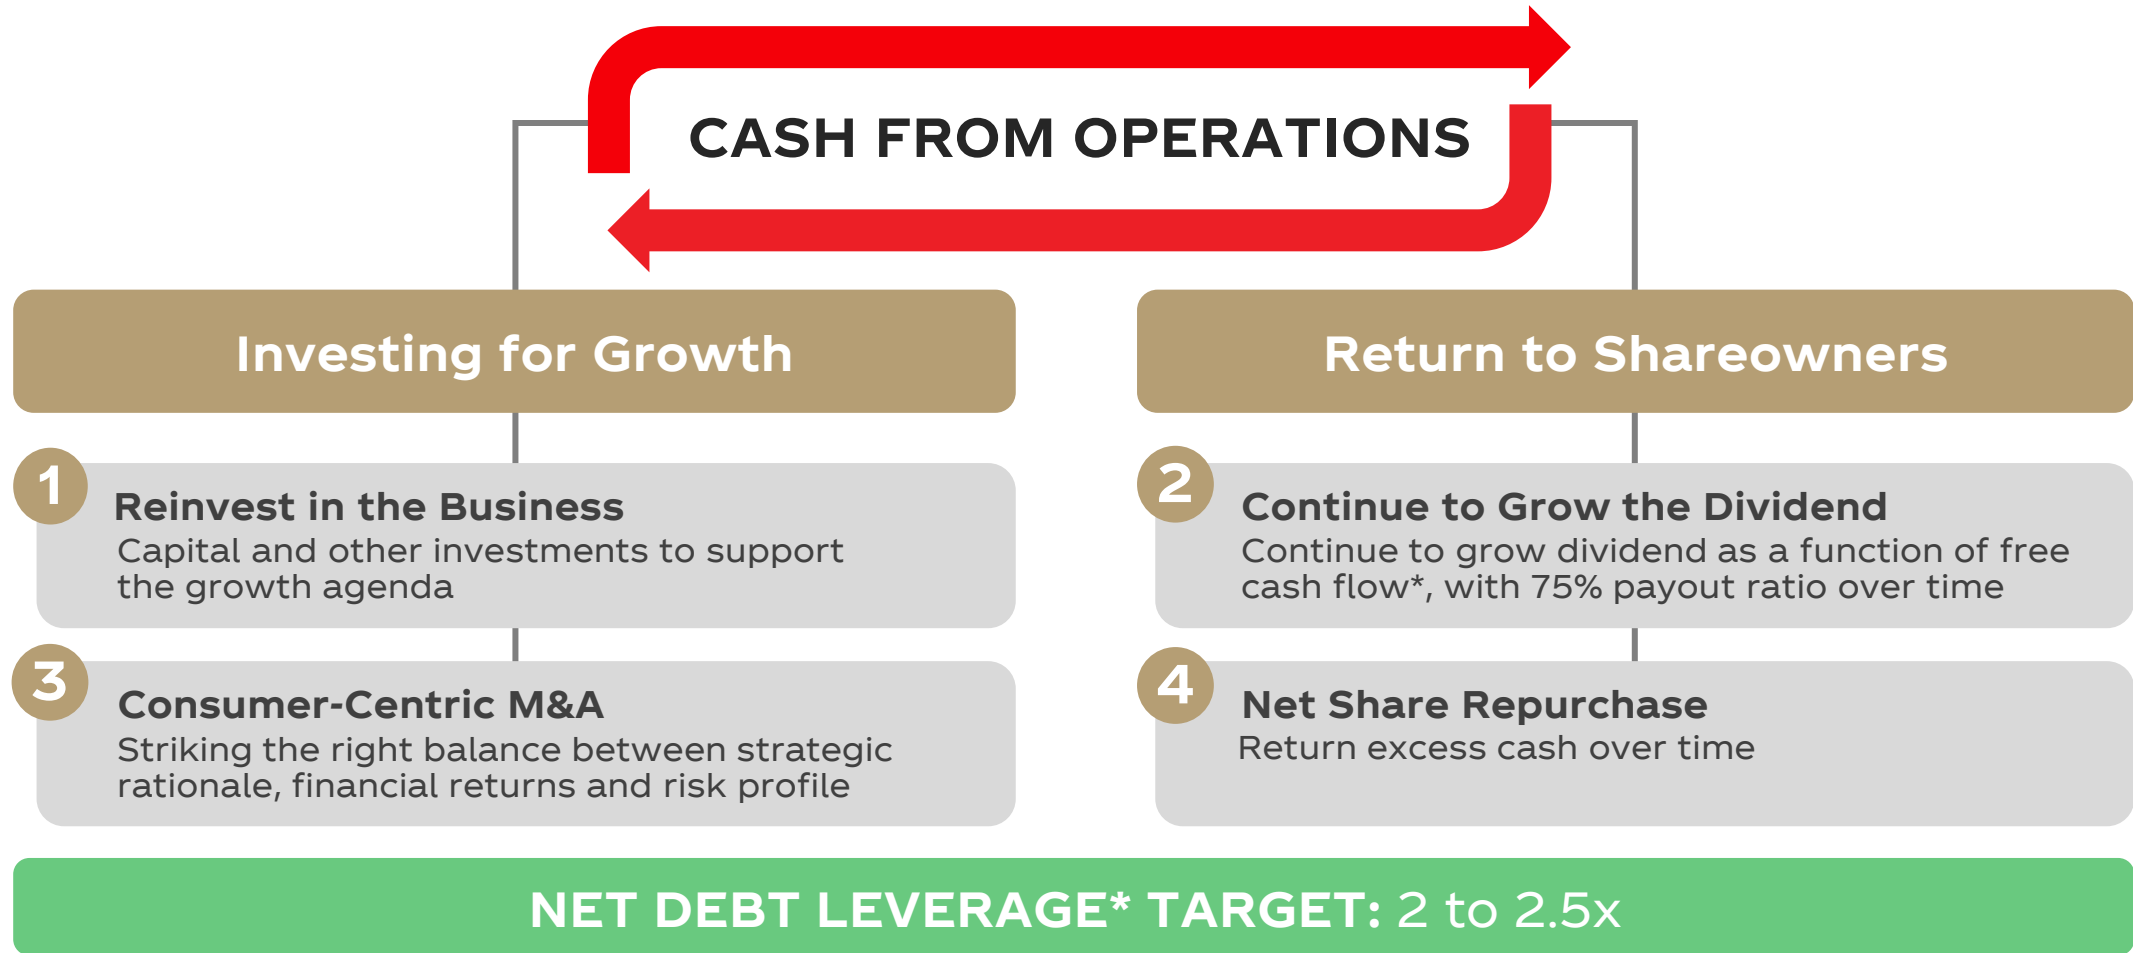 CASH FROM OPERATIONS
Investing for Growth
Return to Shareowners
1
Reinvest in the Business
Capital and other investments to support
the growth agenda
2
Continue to Grow the Dividend
Continue to grow dividend as a function of free
cash flow*, with 75% payout ratio over time
3
Consumer-Centric M&A
Striking the right balance between strategic
rationale, financial returns and risk profile
4
Net Share Repurchase
Return excess cash over time
NET DEBT LEVERAGE* TARGET: 2 to 2.5x